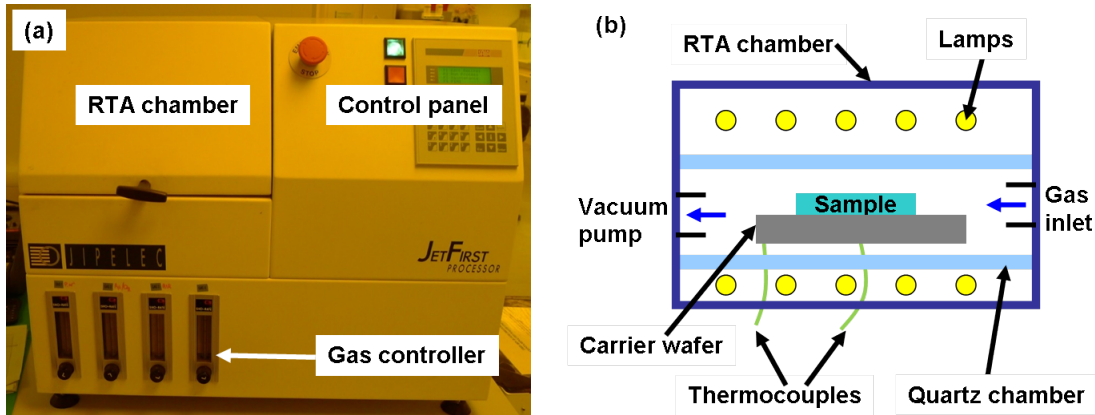 (a)
RTA chamber
Control panel
STOP
JIPELEC
JETFIRST
PROCESSOR
Gas controller
(b)
RTA chamber
Lamps
Vacuum
pump
Sample
Gas
inlet
Carrier wafer
Thermocouples
Quartz chamber